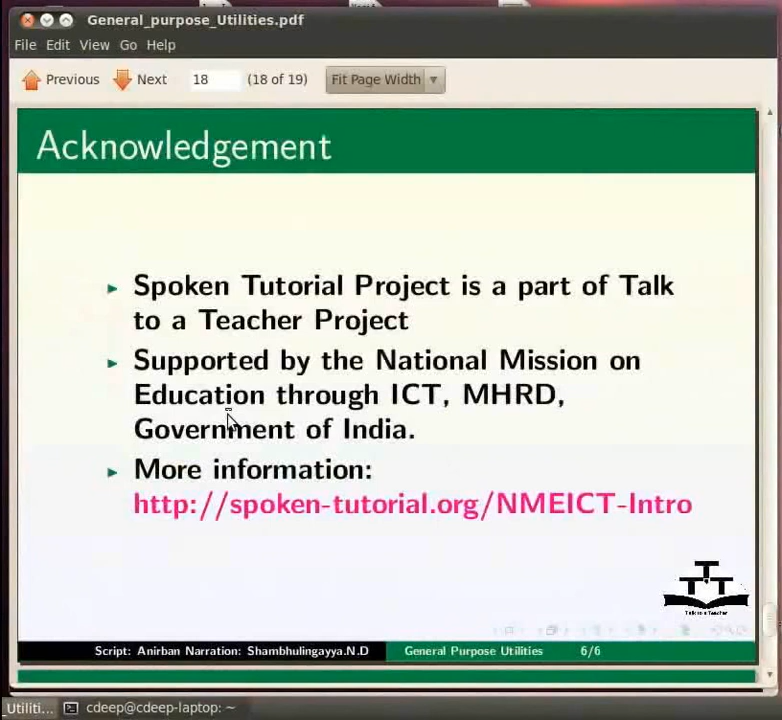 General_purpose_Utilities.pdf
File Edit View Go Help
Previous Next 18 (18 of 19) Fit Page Width
Acknowledgement
Spoken Tutorial Project is a part of Talk
to a Teacher Project
Supported by the National Mission on
Education through ICT, MHRD,
Government of India.
More information:
http://spoken-tutorial.org/NMEICT-Intro
Talk to a Teacher
Script: Anirban Narration: Shambhulingayya.N.D General Purpose Utilities 6/6
Utiliti... cdeep@cdeep-laptop: ~